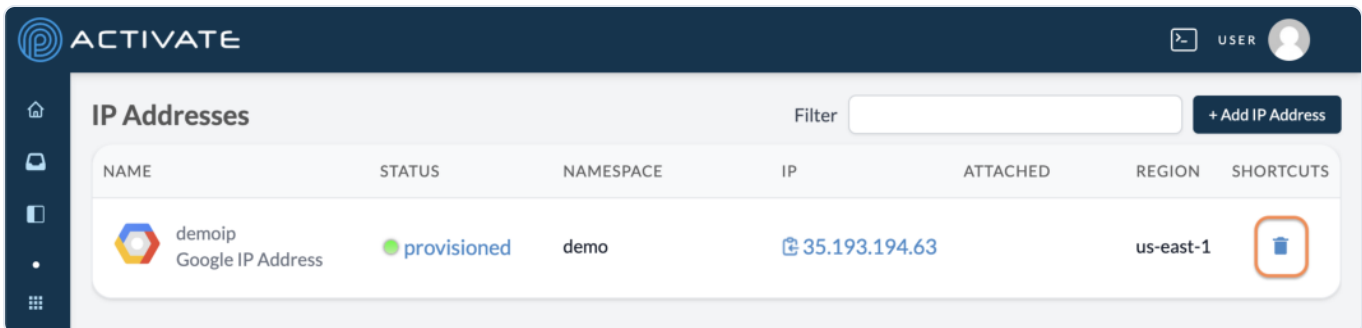 ACTIVATE
USER
IP Addresses
Filter
+ Add IP Address
NAME STATUS NAMESPACE IP ATTACHED REGION SHORTCUTS
demoip
Google IP Address
provisioned
demo
35.193.194.63
us-east-1